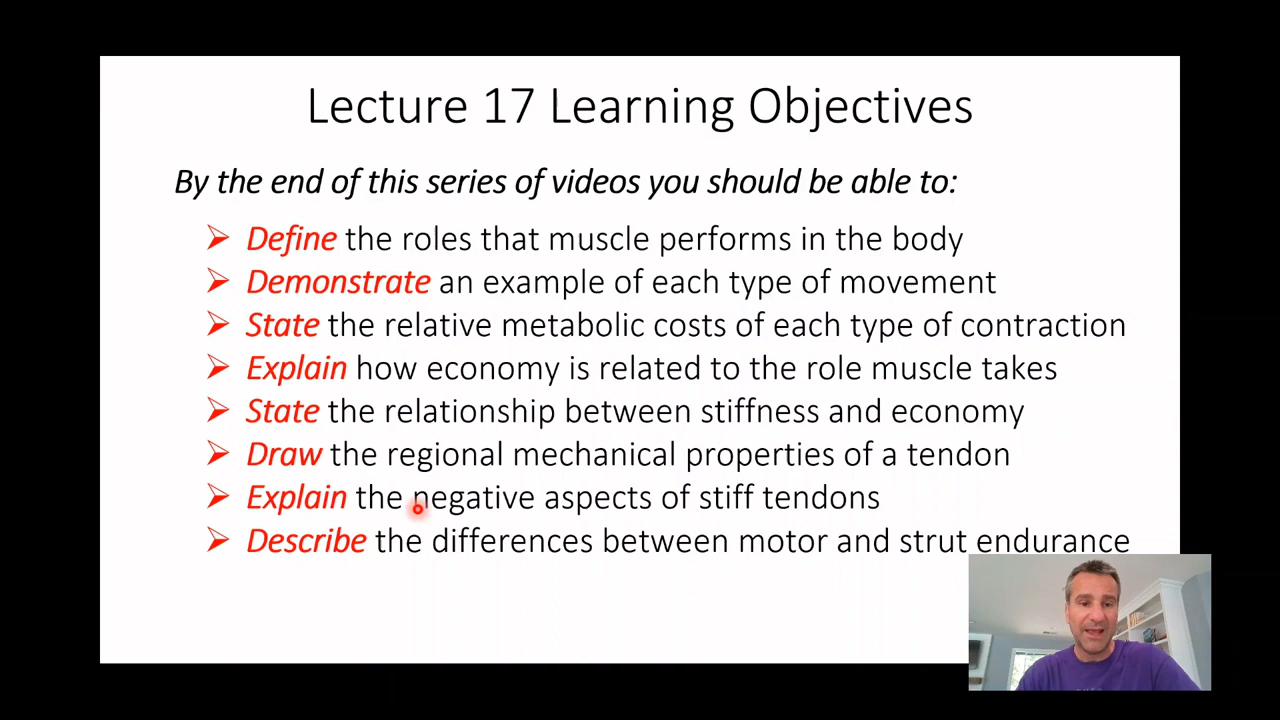 Lecture 17 Learning Objectives
By the end of this series of videos you should be able to:
Define the roles that muscle performs in the body
Demonstrate an example of each type of movement
State the relative metabolic costs of each type of contraction
Explain how economy is related to the role muscle takes
State the relationship between stiffness and economy
Draw the regional mechanical properties of a tendon
Explain the negative aspects of stiff tendons
Describe the differences between motor and strut endurance